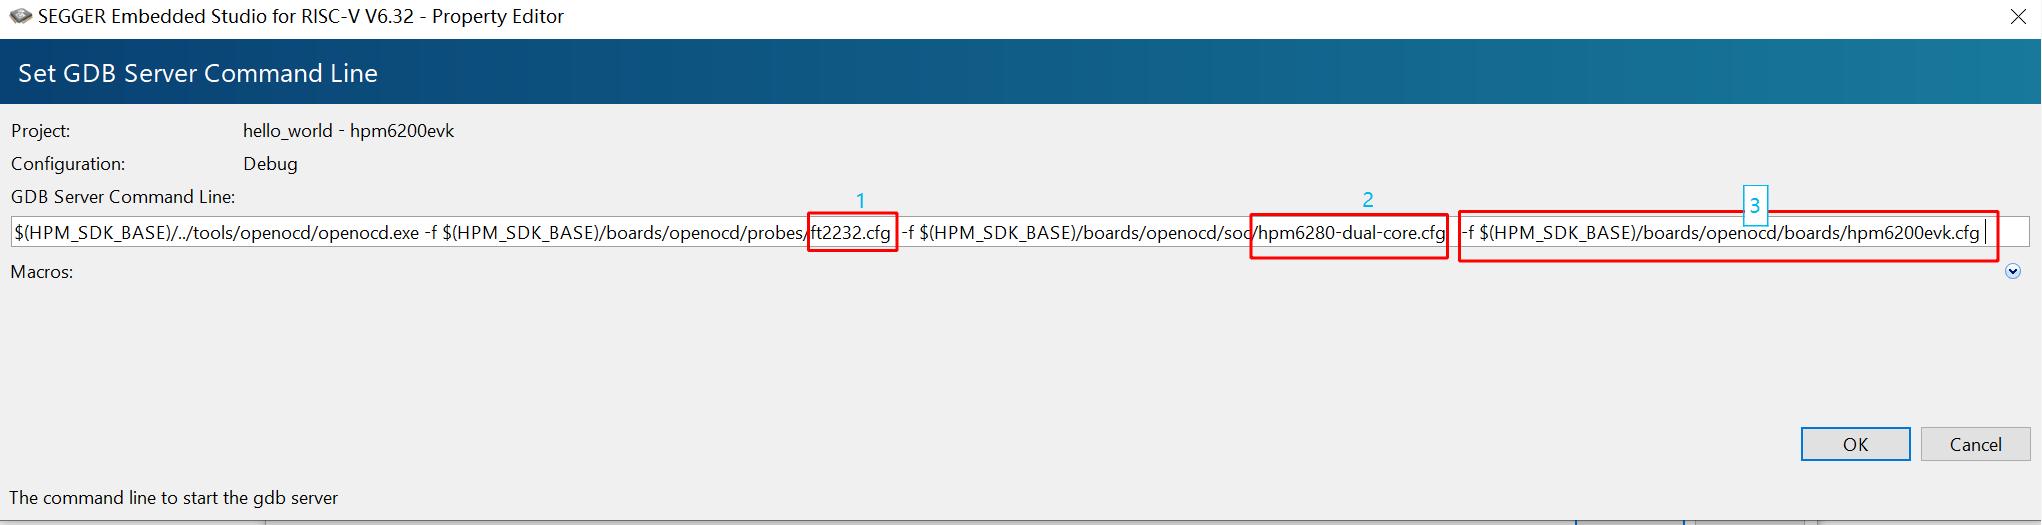 SEGGER Embedded Studio for RISC-V V6.32 - Property Editor
Set GDB Server Command Line
Project: hello_world - hpm6200evk
Configuration: Debug
GDB Server Command Line:
1 2 3
$(HPM_SDK_BASE)/../tools/openocd/openocd.exe -f $(HPM_SDK_BASE)/boards/openocd/probes/ft2232.cfg -f $(HPM_SDK_BASE)/boards/openocd/soc/hpm6280-dual-core.cfg -f $(HPM_SDK_BASE)/boards/openocd/boards/hpm6200evk.cfg
Macros:
OK Cancel
The command line to start the gdb server